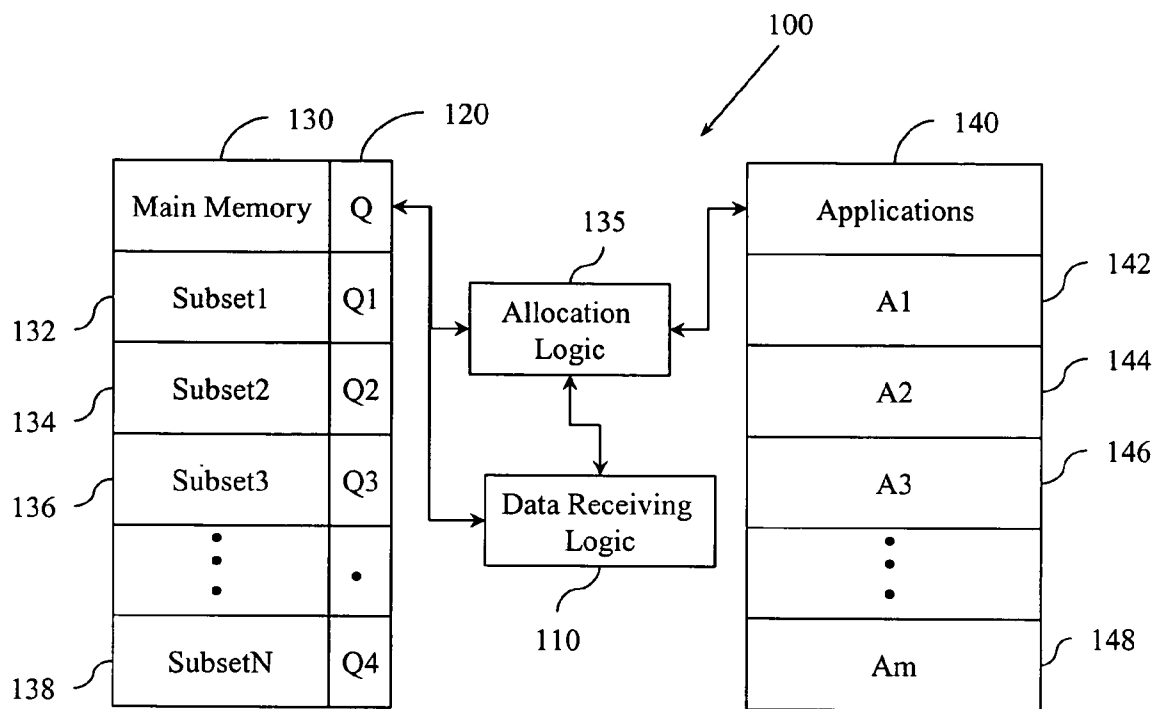 100
130
120
140
Main Memory
Q
Applications
135
142
Subset1
Q1
Allocation
Logic
A1
132
144
Subset2
Q2
A2
134
146
Subset3
Q3
Data Receiving
Logic
A3
136
110
SubsetN
Q4
Am
148
138